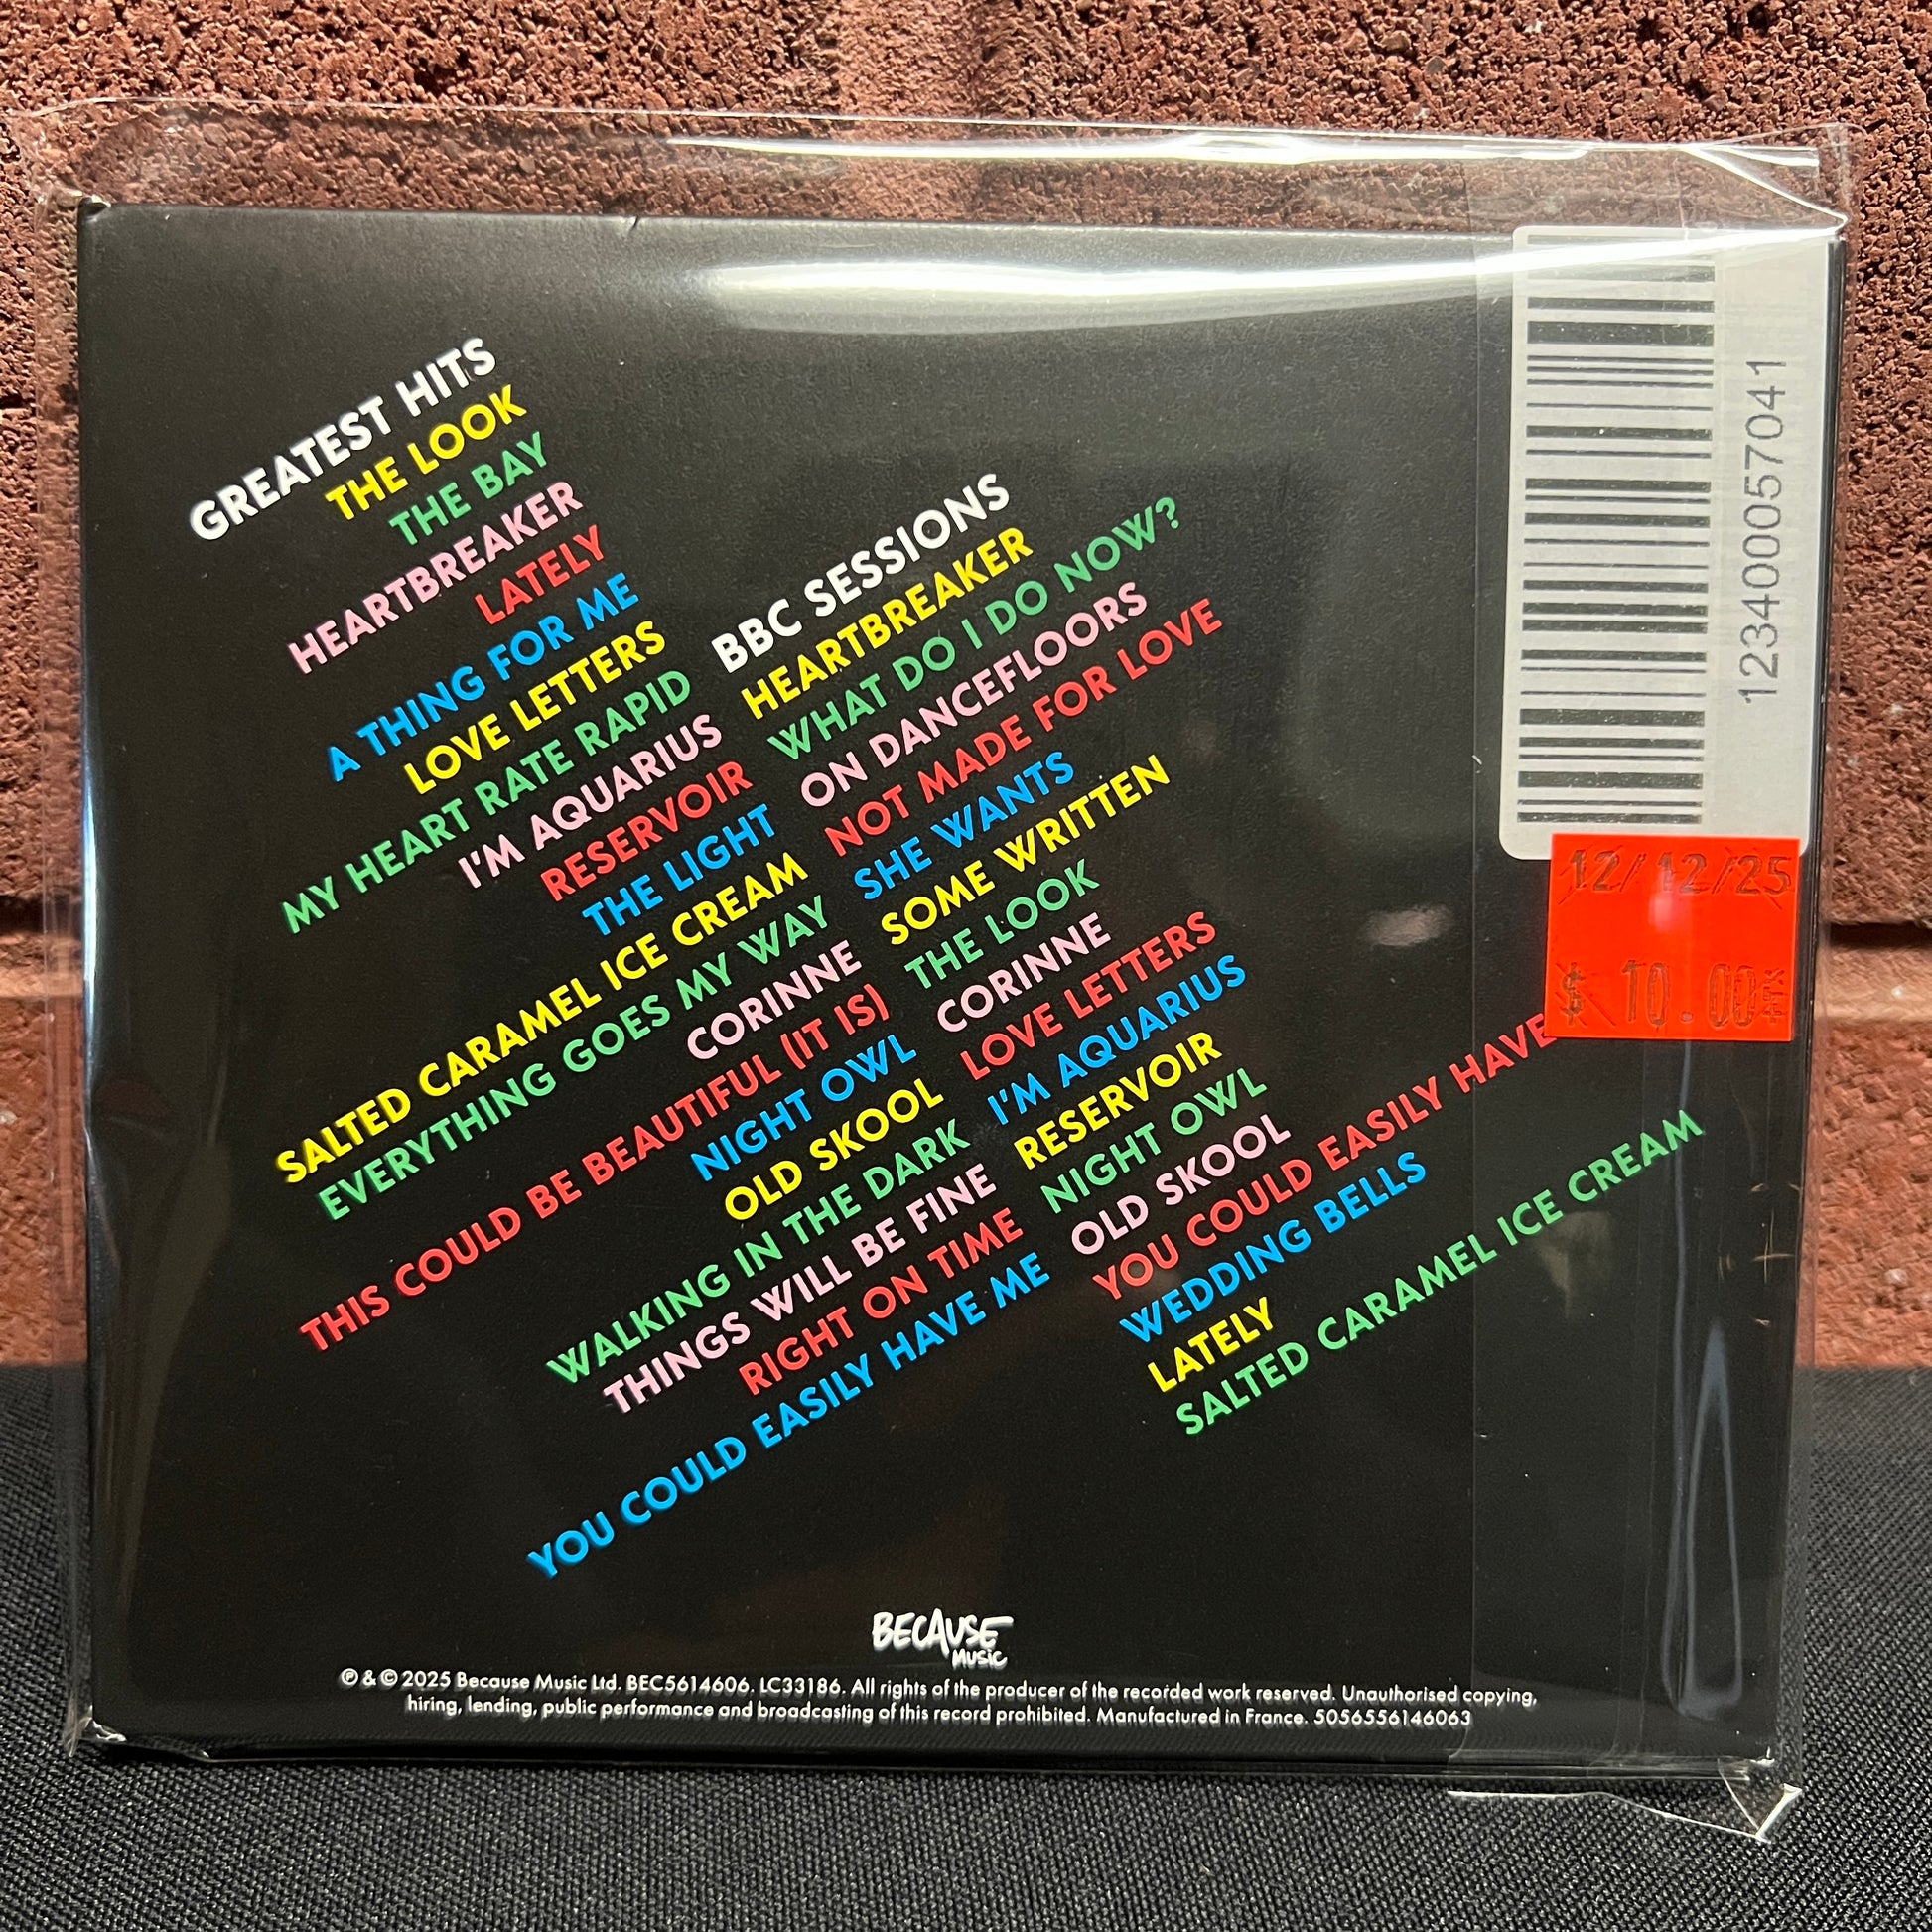 GREATEST HITS
THE LOOK
THE BAY
HEARTBREAKER
LATELY
A THING FOR ME
LOVE LETTERS
MY HEART RATE RAPID
I'M AQUARIUS
RESERVOIR
THE LIGHT
SALTED CARAMEL ICE CREAM
EVERYTHING GOES MY WAY
CORINNE
THIS COULD BE BEAUTIFUL (IT IS)
NIGHT OWL
OLD SKOOL
WALKING IN THE DARK
THINGS WILL BE FINE
RIGHT ON TIME
YOU COULD EASILY HAVE ME
BBC SESSIONS
HEARTBREAKER
WHAT DO I DO NOW?
ON DANCEFLOORS
NOT MADE FOR LOVE
SHE WANTS
SOME WRITTEN
THE LOOK
CORINNE
LOVE LETTERS
I'M AQUARIUS
RESERVOIR
NIGHT OWL
OLD SKOOL
YOU COULD EASILY HAVE
WEDDING BELLS
LATELY
SALTED CARAMEL ICE CREAM
123400057041
12/12/25
$ 10.00
BECAUSE
MUSIC
℗ & © 2025 Because Music Ltd. BEC5614606. LC33186. All rights of the producer of the recorded work reserved. Unauthorised copying,
hiring, lending, public performance and broadcasting of this record prohibited. Manufactured in France. 5056556146063